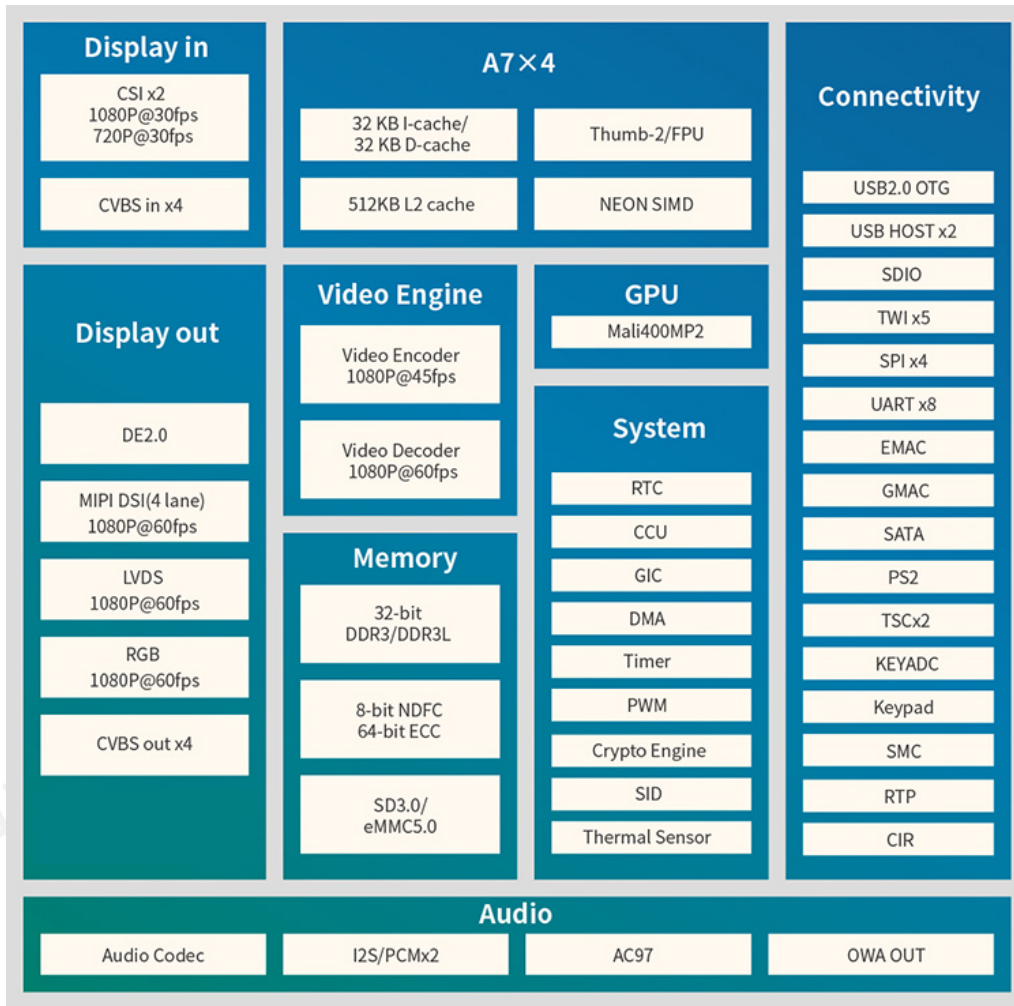 Display in
CSI x2
1080P@30fps
720P@30fps
CVBS in x4
A7×4
32 KB I-cache/
32 KB D-cache
Thumb-2/FPU
512KB L2 cache
NEON SIMD
Connectivity
USB2.0 OTG
USB HOST x2
SDIO
TWI x5
SPI x4
UART x8
EMAC
GMAC
SATA
PS2
TSCx2
KEYADC
Keypad
SMC
RTP
CIR
Display out
DE2.0
MIPI DSI(4 lane)
1080P@60fps
LVDS
1080P@60fps
RGB
1080P@60fps
CVBS out x4
Video Engine
Video Encoder
1080P@45fps
Video Decoder
1080P@60fps
GPU
Mali400MP2
Memory
32-bit
DDR3/DDR3L
8-bit NDFC
64-bit ECC
SD3.0/
eMMC5.0
System
RTC
CCU
GIC
DMA
Timer
PWM
Crypto Engine
SID
Thermal Sensor
Audio
Audio Codec
I2S/PCMx2
AC97
OWA OUT